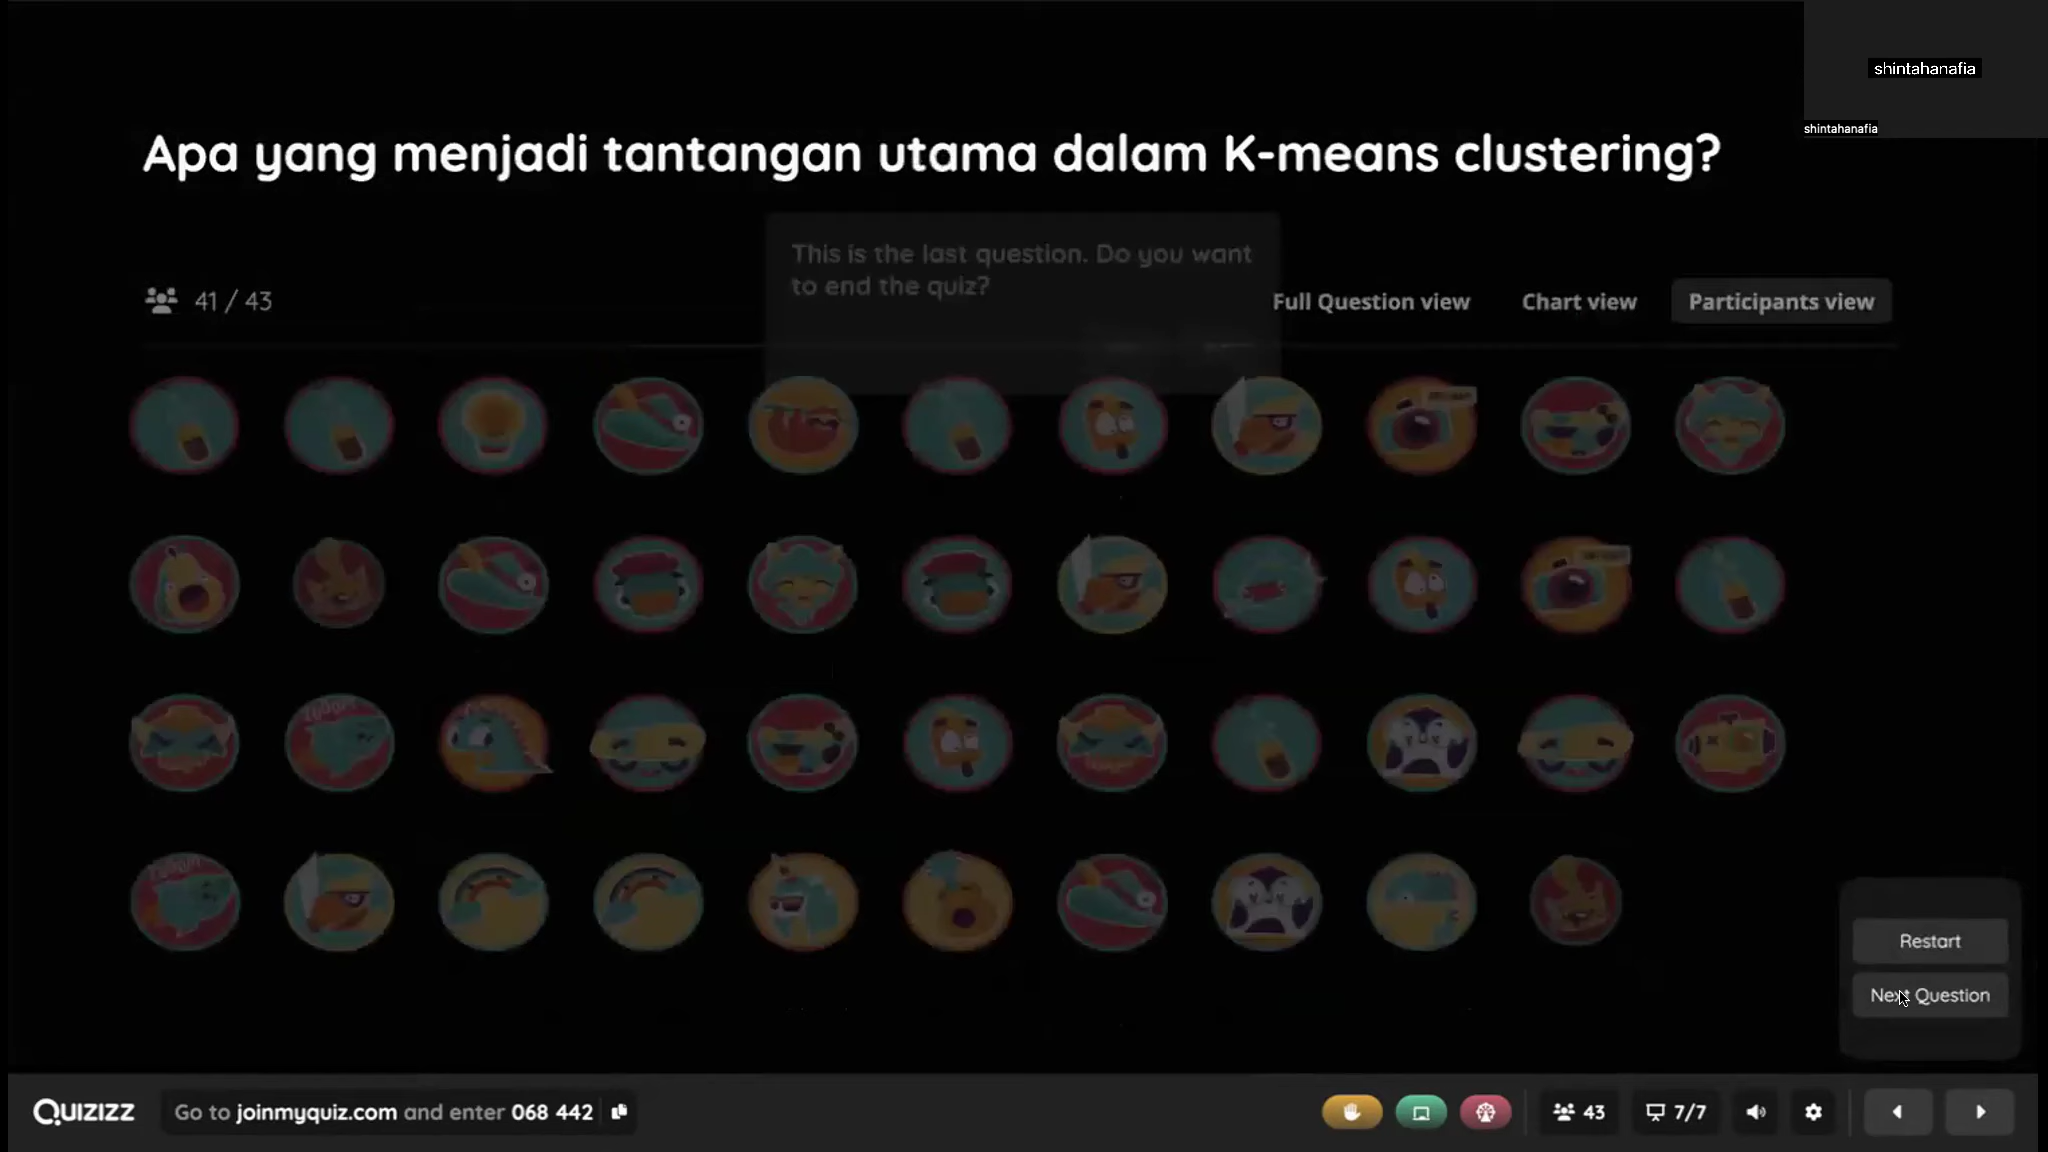 shintahanafia
shintahanafia
Apa yang menjadi tantangan utama dalam K-means clustering?
This is the last question. Do you want
to end the quiz?
41 / 43
Full Question view
Chart view
Participants view
Restart
Next Question
QUIZIZZ
Go to joinmyquiz.com and enter 068 442
43
7/7